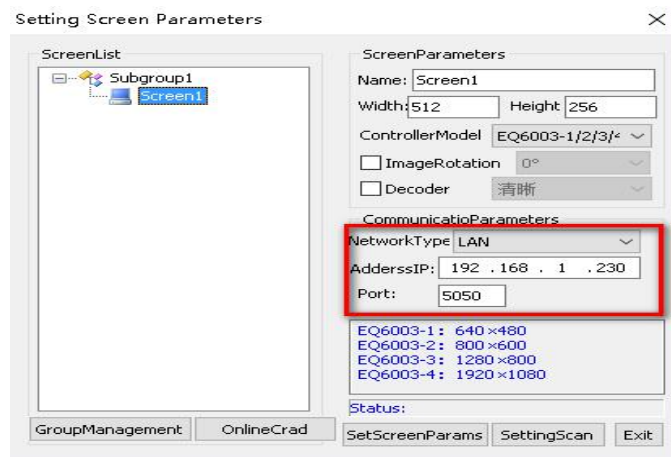 Setting Screen Parameters
ScreenList
Subgroup1
Screen1
GroupManagement
OnlineCrad
ScreenParameters
Name: Screen1
Width: 512 Height 256
ControllerModel EQ6003-1/2/3/
ImageRotation 0°
Decoder 清晰
CommunicatioParameters
NetworkType LAN
AdderssIP: 192 .168 . 1 .230
Port: 5050
EQ6003-1: 640×480
EQ6003-2: 800×600
EQ6003-3: 1280×800
EQ6003-4: 1920×1080
Status:
SetScreenParams SettingScan Exit